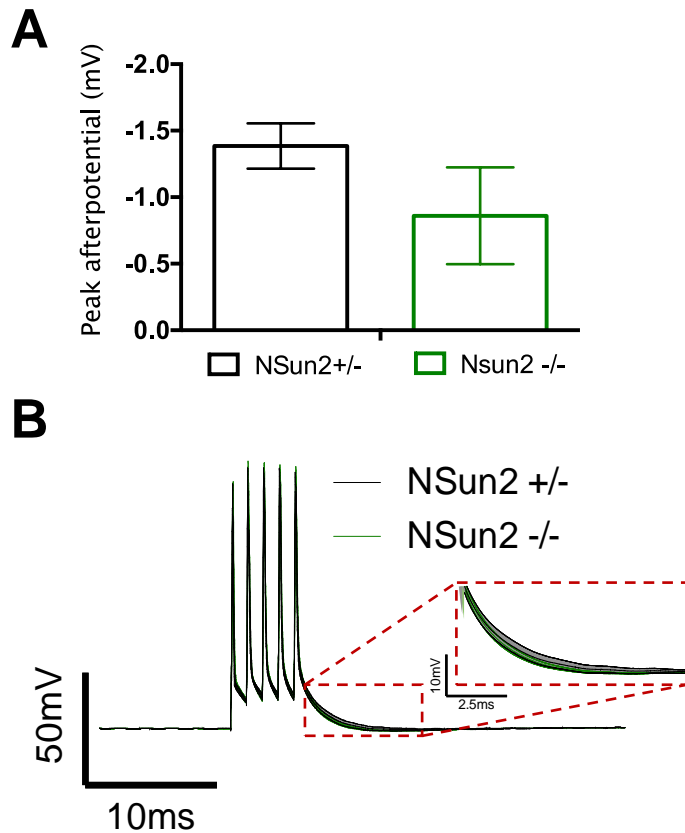 A
Peak afterpotential (mV)
-2.0
-1.5
-1.0
-0.5
0.0
NSun2+/-
Nsun2 -/-
B
NSun2 +/-
NSun2 -/-
10mV
2.5ms
50mV
10ms